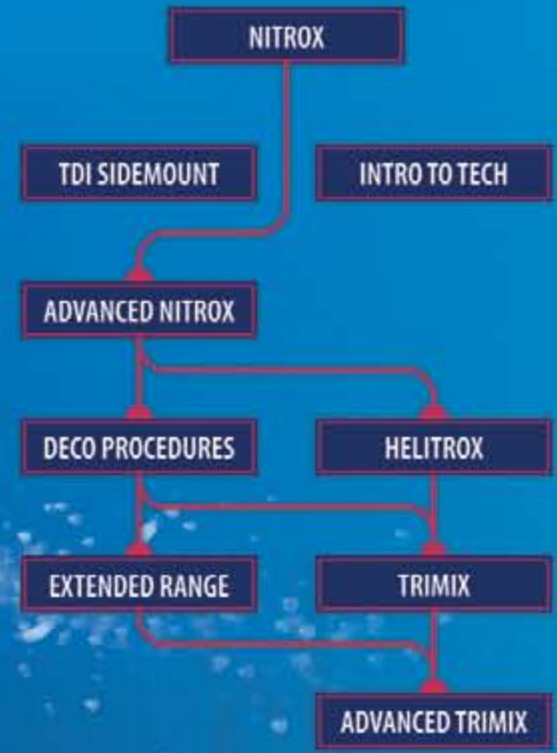 NITROX
TDI SIDEMOUNT
INTRO TO TECH
ADVANCED NITROX
DECO PROCEDURES
HELITROX
EXTENDED RANGE
TRIMIX
ADVANCED TRIMIX